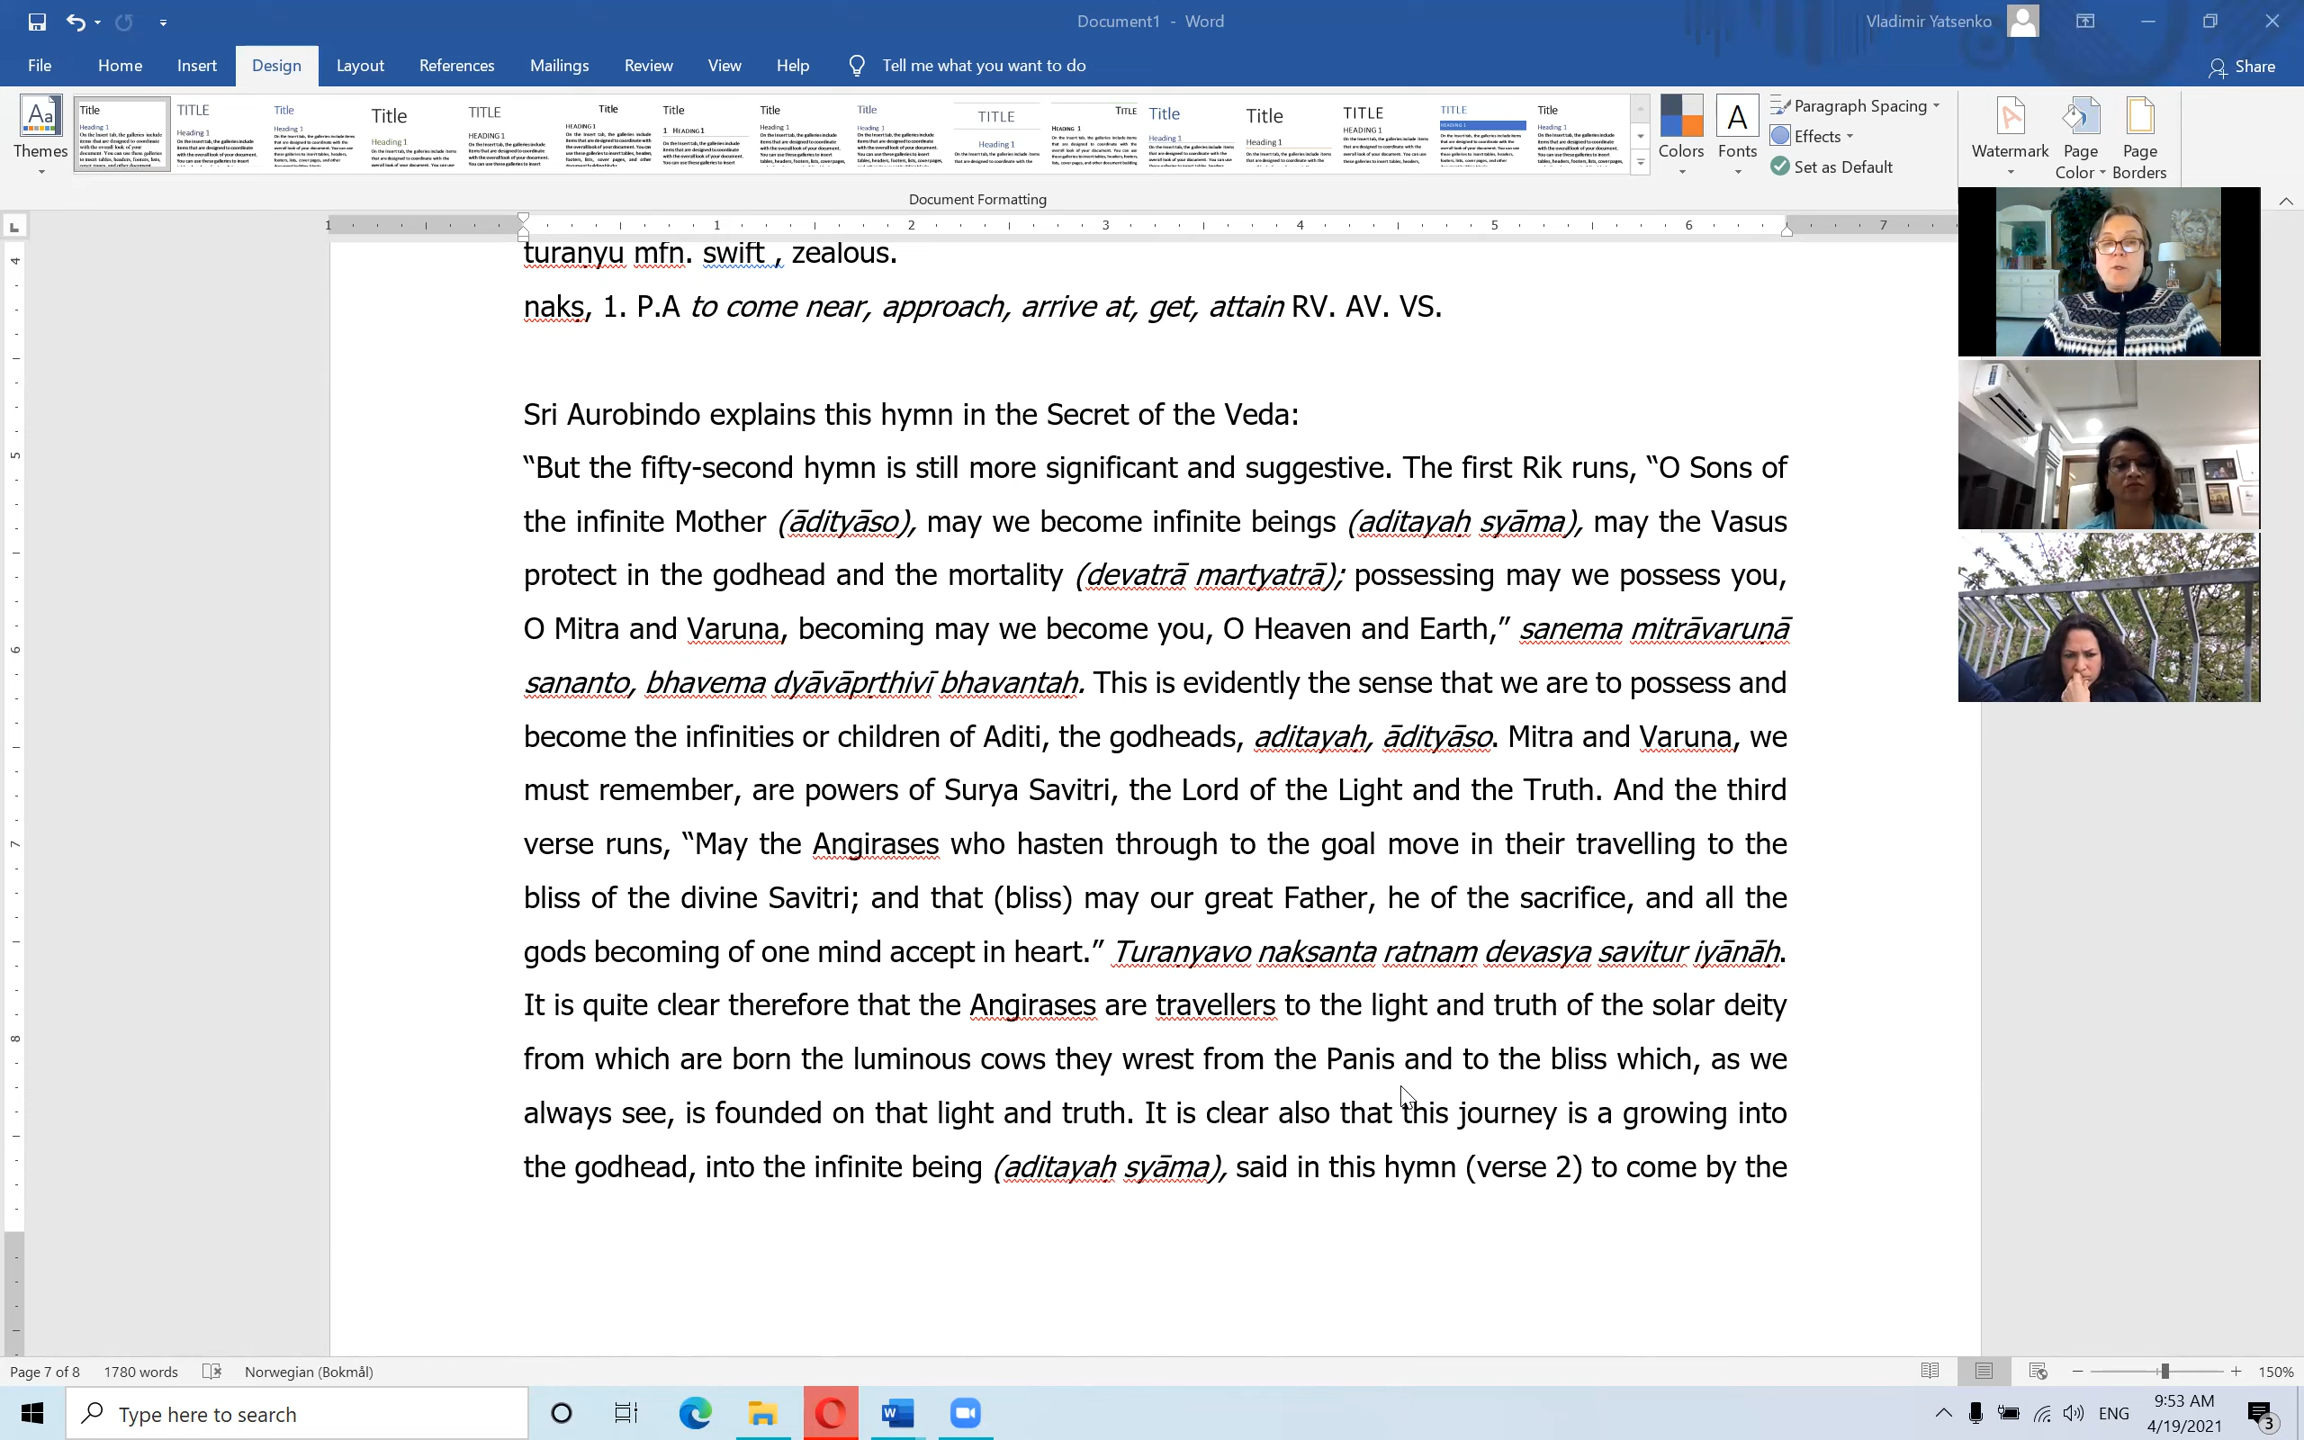 Document1 - Word
Vladimir Yatsenko
File Home Insert Design Layout References Mailings Review View Help Tell me what you want to do
Share
Themes
Colors
Fonts
Paragraph Spacing
Effects
Set as Default
Watermark
Page Color
Page Borders
Document Formatting
turanyu mfn. swift , zealous.
naks, 1. P.A to come near, approach, arrive at, get, attain RV. AV. VS.
Sri Aurobindo explains this hymn in the Secret of the Veda:
“But the fifty-second hymn is still more significant and suggestive. The first Rik runs, “O Sons of
the infinite Mother (ādityāso), may we become infinite beings (aditayaḥ syāma), may the Vasus
protect in the godhead and the mortality (devatrā martyatrā); possessing may we possess you,
O Mitra and Varuna, becoming may we become you, O Heaven and Earth,” sanema mitrāvaruṇā
sananto, bhavema dyāvāpṛthivī bhavantaḥ. This is evidently the sense that we are to possess and
become the infinities or children of Aditi, the godheads, aditayaḥ, ādityāso. Mitra and Varuna, we
must remember, are powers of Surya Savitri, the Lord of the Light and the Truth. And the third
verse runs, “May the Angirases who hasten through to the goal move in their travelling to the
bliss of the divine Savitri; and that (bliss) may our great Father, he of the sacrifice, and all the
gods becoming of one mind accept in heart.” Turaṇyavo nakṣanta ratnaṃ devasya savitur iyānāḥ.
It is quite clear therefore that the Angirases are travellers to the light and truth of the solar deity
from which are born the luminous cows they wrest from the Panis and to the bliss which, as we
always see, is founded on that light and truth. It is clear also that this journey is a growing into
the godhead, into the infinite being (aditayaḥ syāma), said in this hymn (verse 2) to come by the
Page 7 of 8 1780 words Norwegian (Bokmål) 150%
Type here to search
ENG
9:53 AM
4/19/2021
3